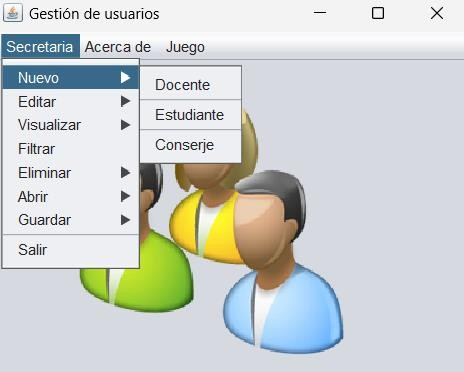 Gestión de usuarios
Secretaria Acerca de Juego
Nuevo
Docente
Estudiante
Conserje
Editar
Visualizar
Filtrar
Eliminar
Abrir
Guardar
Salir